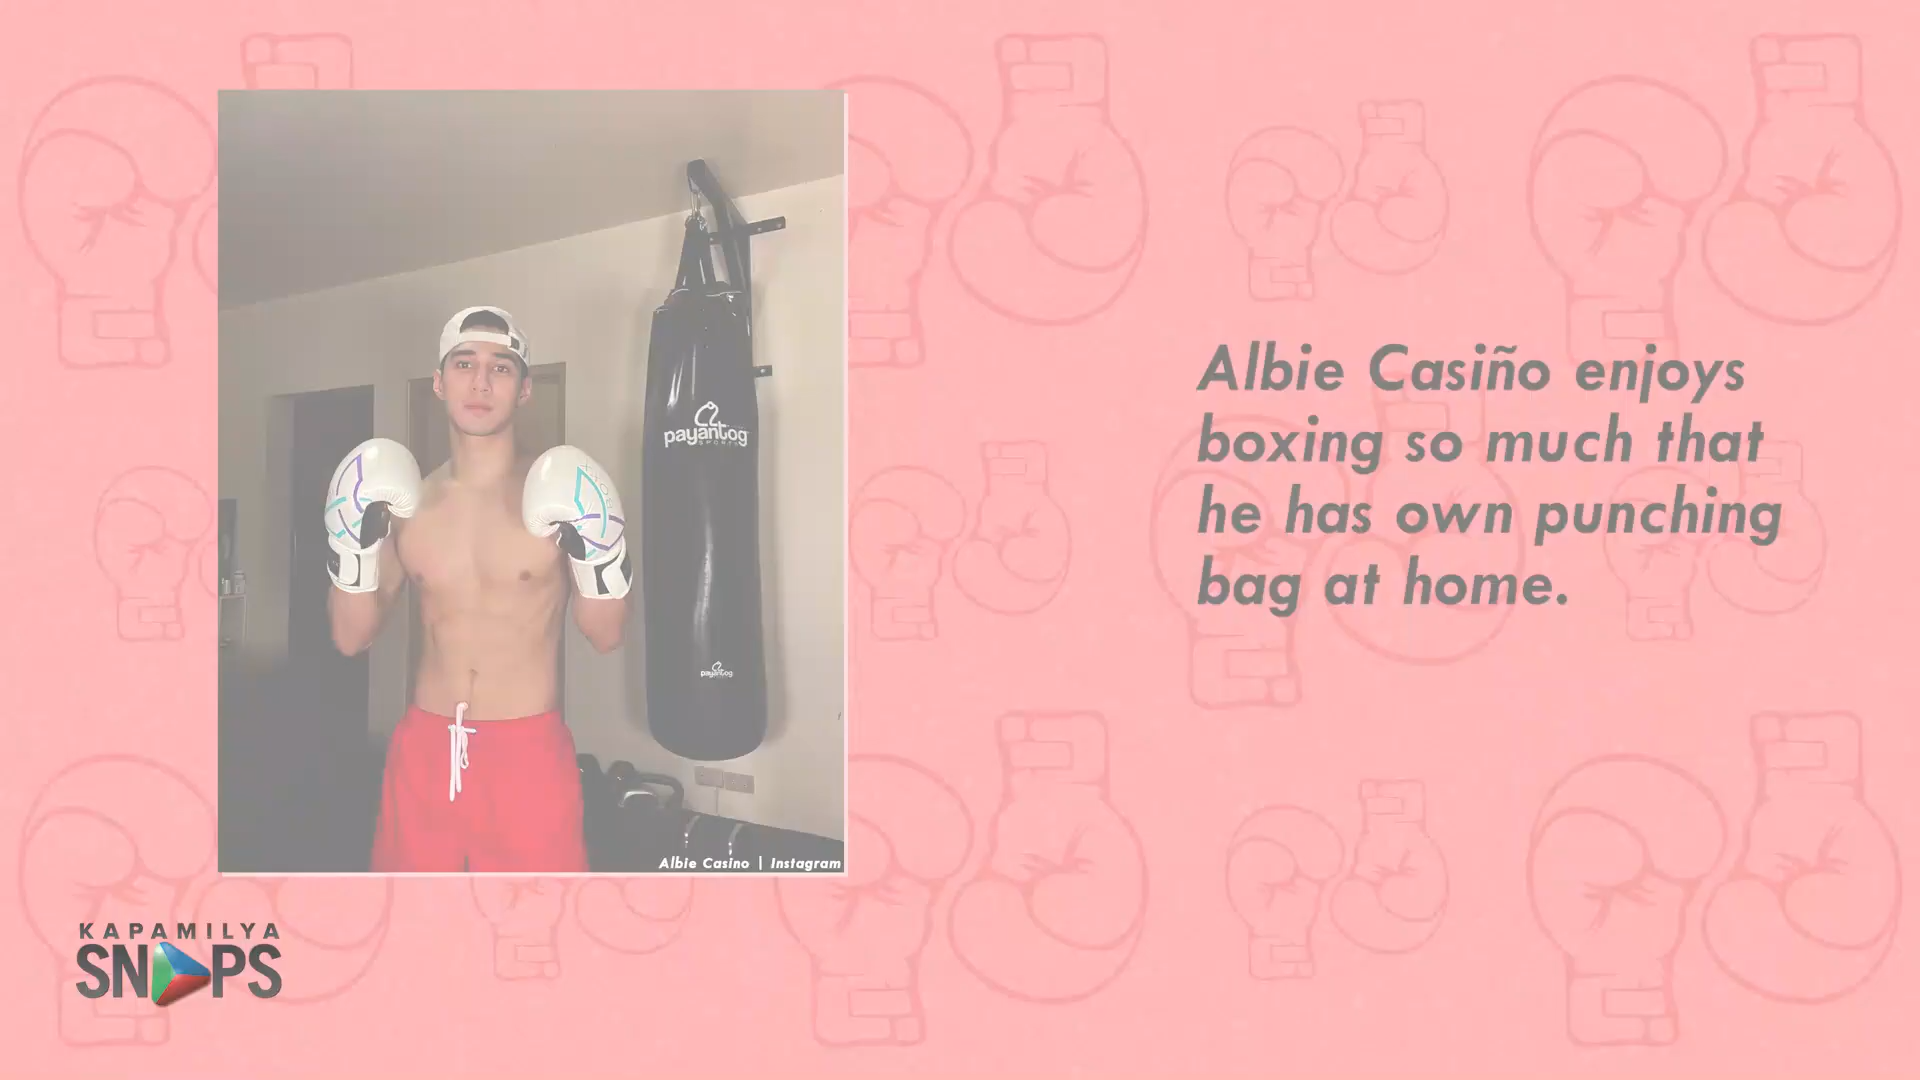 Albie Casiño enjoys
boxing so much that
he has own punching
bag at home.
payantog
SPORTS
payantog
Albie Casino | Instagram
KAPAMILYA
SNAPS